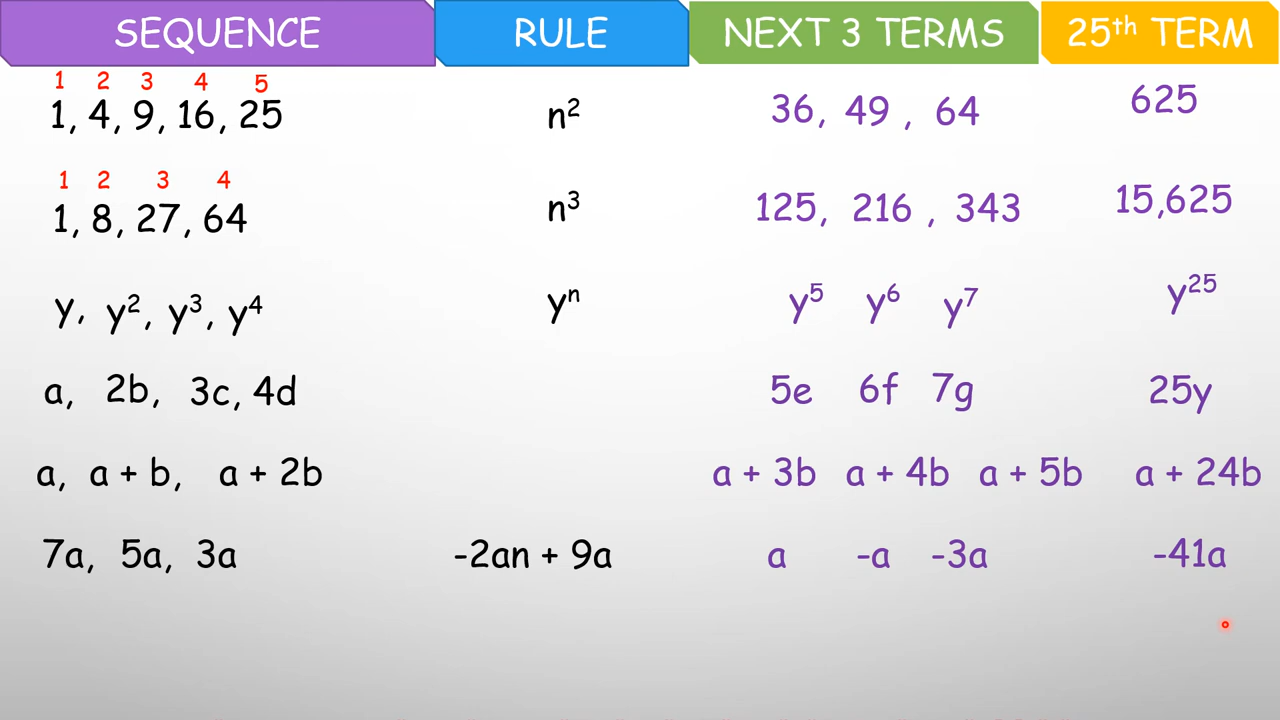 SEQUENCE RULE NEXT 3 TERMS 25ᵗʰ TERM
1 2 3 4 5
1, 4, 9, 16, 25 n² 36, 49 , 64 625
1 2 3 4
1, 8, 27, 64 n³ 125, 216 , 343 15,625
y, y², y³, y⁴ yⁿ y⁵ y⁶ y⁷ y²⁵
a, 2b, 3c, 4d 5e 6f 7g 25y
a, a + b, a + 2b a + 3b a + 4b a + 5b a + 24b
7a, 5a, 3a -2an + 9a a -a -3a -41a